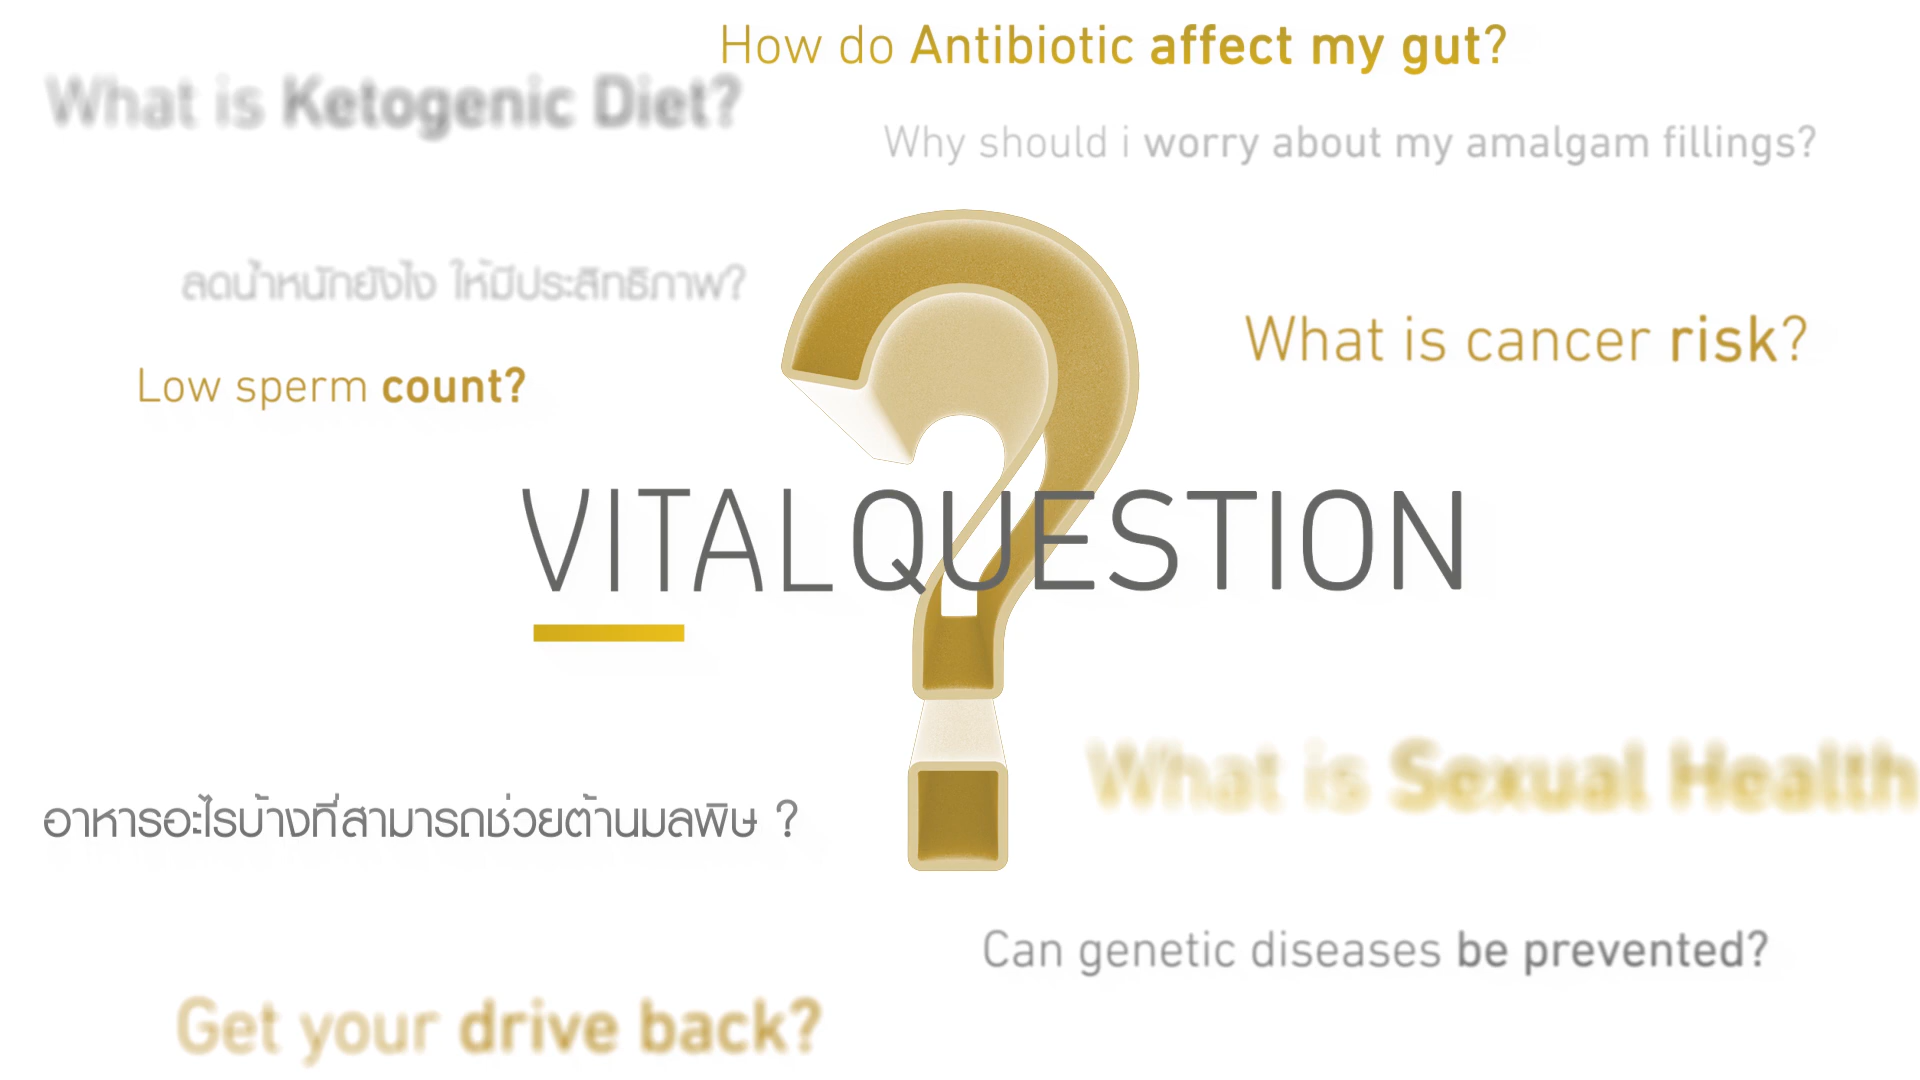 How do Antibiotic affect my gut?
What is Ketogenic Diet?
Why should i worry about my amalgam fillings?
ลดน้ำหนักยังไง ให้มีประสิทธิภาพ?
What is cancer risk?
Low sperm count?
VITALQUESTION
What is Sexual Health
อาหารอะไรบ้างที่สามารถช่วยต้านมลพิษ ?
Can genetic diseases be prevented?
Get your drive back?